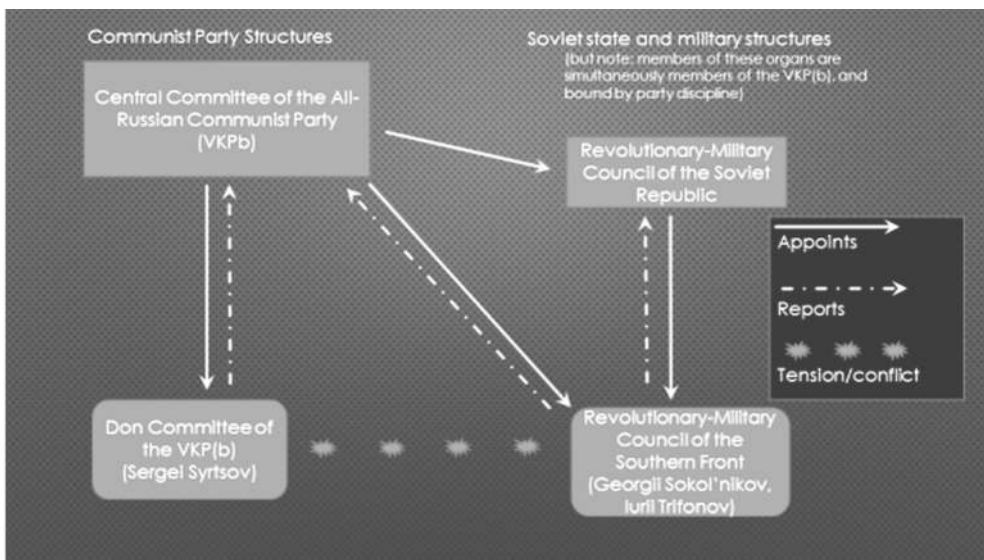 Communist Party Structures
Central Committee of the All-
Russian Communist Party
(VKPb)
Soviet state and military structures
(but note: members of these organs are
simultaneously members of the VKP(b), and
bound by party discipline)
Revolutionary-Military
Council of the Soviet
Republic
Appoints
Reports
Tension/conflict
Don Committee of
the VKP(b)
(Sergei Syrtsov)
Revolutionary-Military
Council of the
Southern Front
(Georgii Sokol'nikov,
Iurii Trifonov)